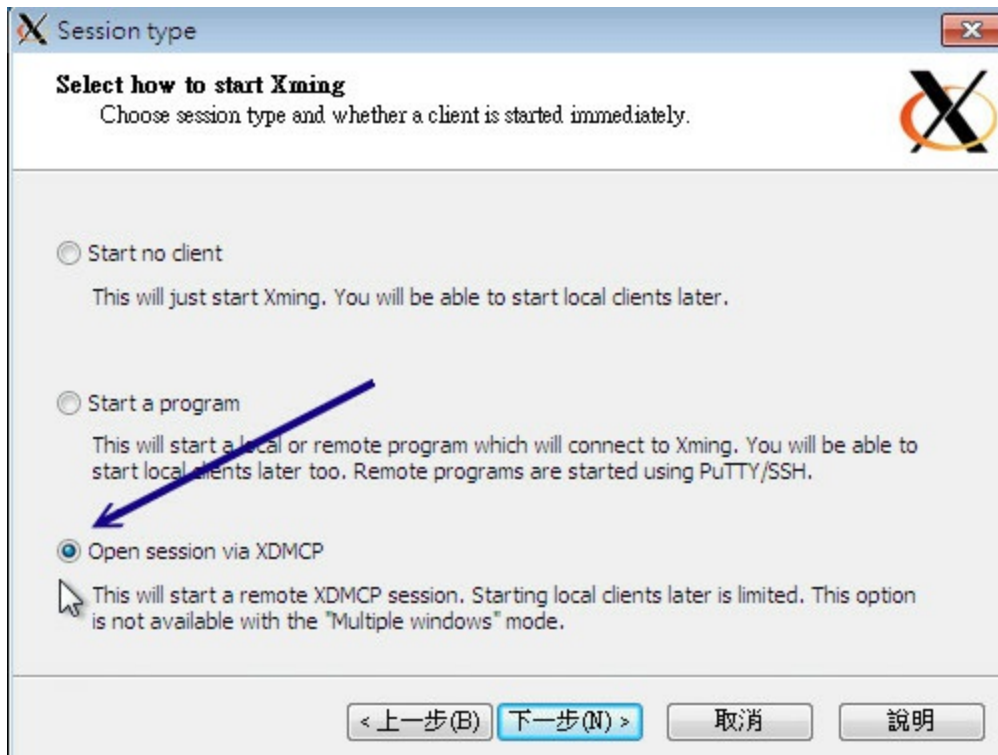 Session type
Select how to start Xming
Choose session type and whether a client is started immediately.
Start no client
This will just start Xming. You will be able to start local clients later.
Start a program
This will start a local or remote program which will connect to Xming. You will be able to
start local clients later too. Remote programs are started using PuTTY/SSH.
Open session via XDMCP
This will start a remote XDMCP session. Starting local clients later is limited. This option
is not available with the "Multiple windows" mode.
<上一步(B) 下一步(N)> 取消 說明